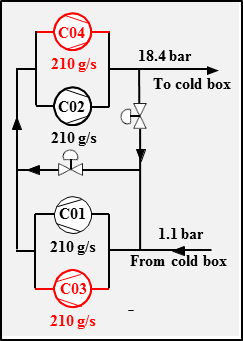 C04
210 g/s
18.4 bar
To cold box
C02
210 g/s
C01
210 g/s
1.1 bar
From cold box
C03
210 g/s